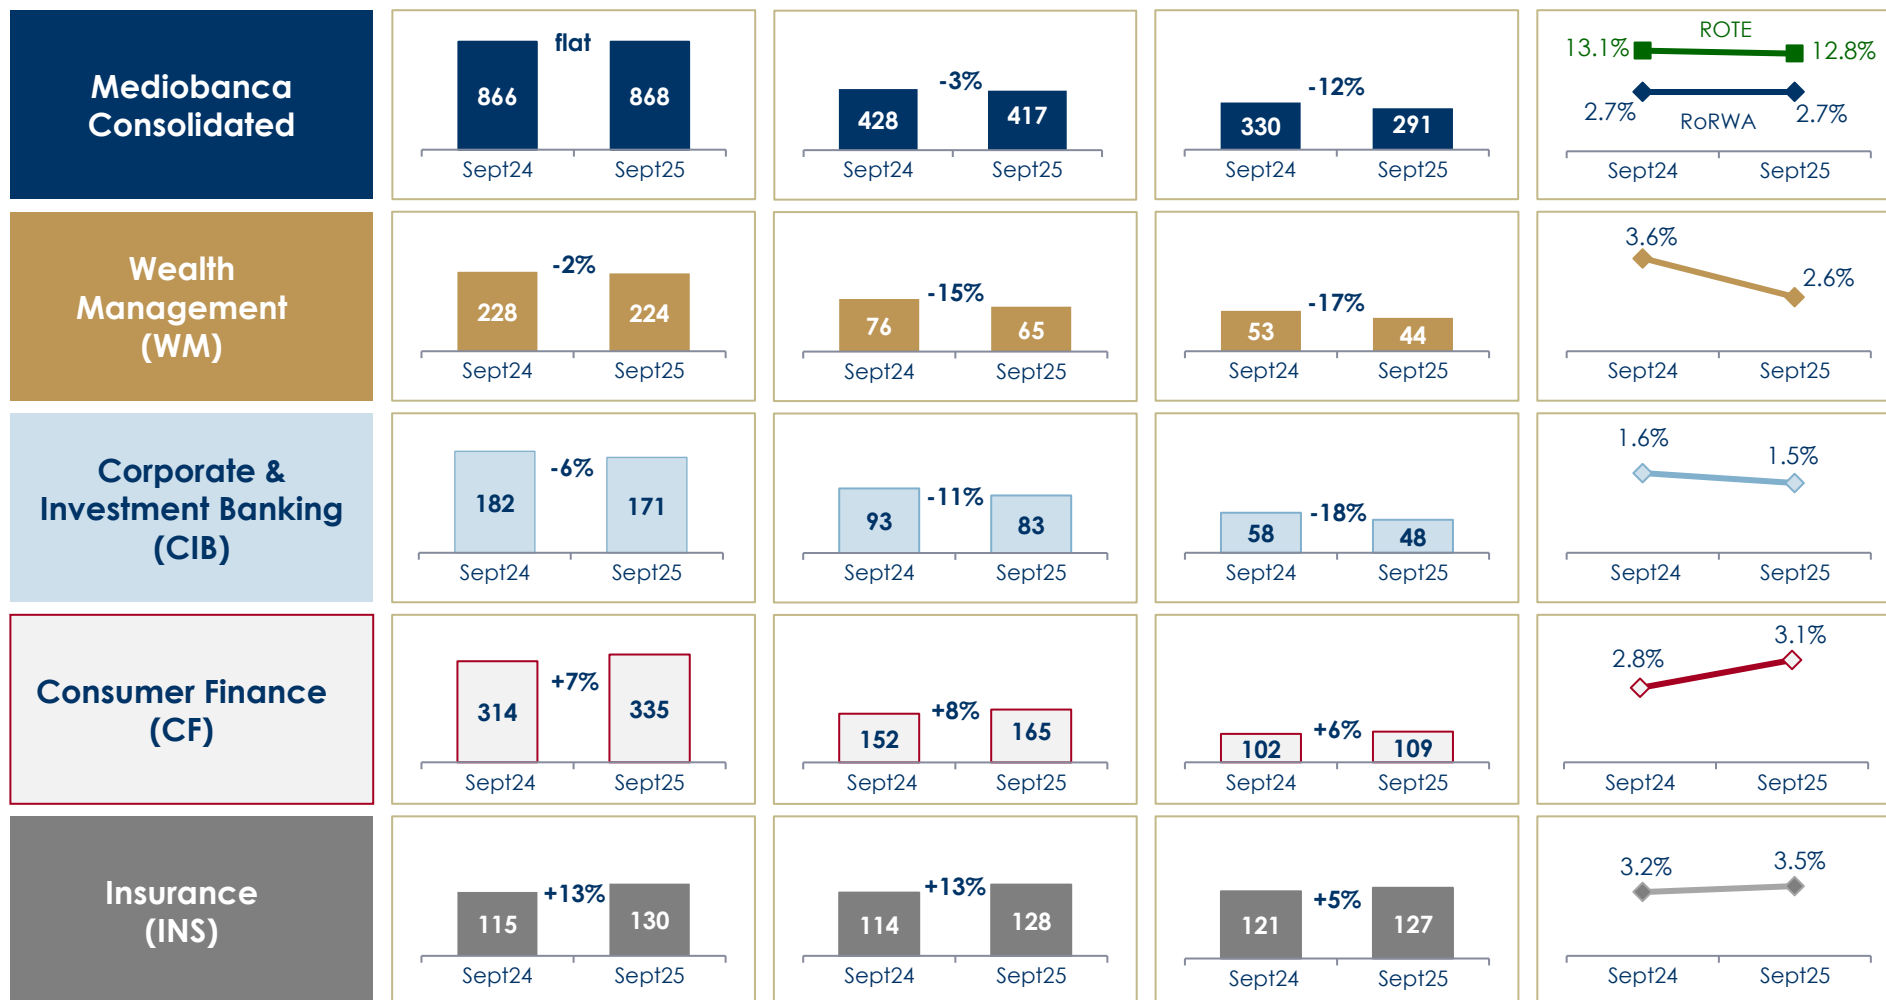 Mediobanca
Consolidated
flat
866
868
Sept24
Sept25
-3%
428
417
Sept24
Sept25
-12%
330
291
Sept24
Sept25
ROTE
13.1%
12.8%
2.7%
RoRWA
2.7%
Sept24
Sept25
Wealth
Management
(WM)
-2%
228
224
Sept24
Sept25
-15%
76
65
Sept24
Sept25
-17%
53
44
Sept24
Sept25
3.6%
2.6%
Sept24
Sept25
Corporate &
Investment Banking
(CIB)
-6%
182
171
Sept24
Sept25
-11%
93
83
Sept24
Sept25
-18%
58
48
Sept24
Sept25
1.6%
1.5%
Sept24
Sept25
Consumer Finance
(CF)
+7%
314
335
Sept24
Sept25
+8%
152
165
Sept24
Sept25
+6%
102
109
Sept24
Sept25
2.8%
3.1%
Sept24
Sept25
Insurance
(INS)
+13%
115
130
Sept24
Sept25
+13%
114
128
Sept24
Sept25
+5%
121
127
Sept24
Sept25
3.2%
3.5%
Sept24
Sept25